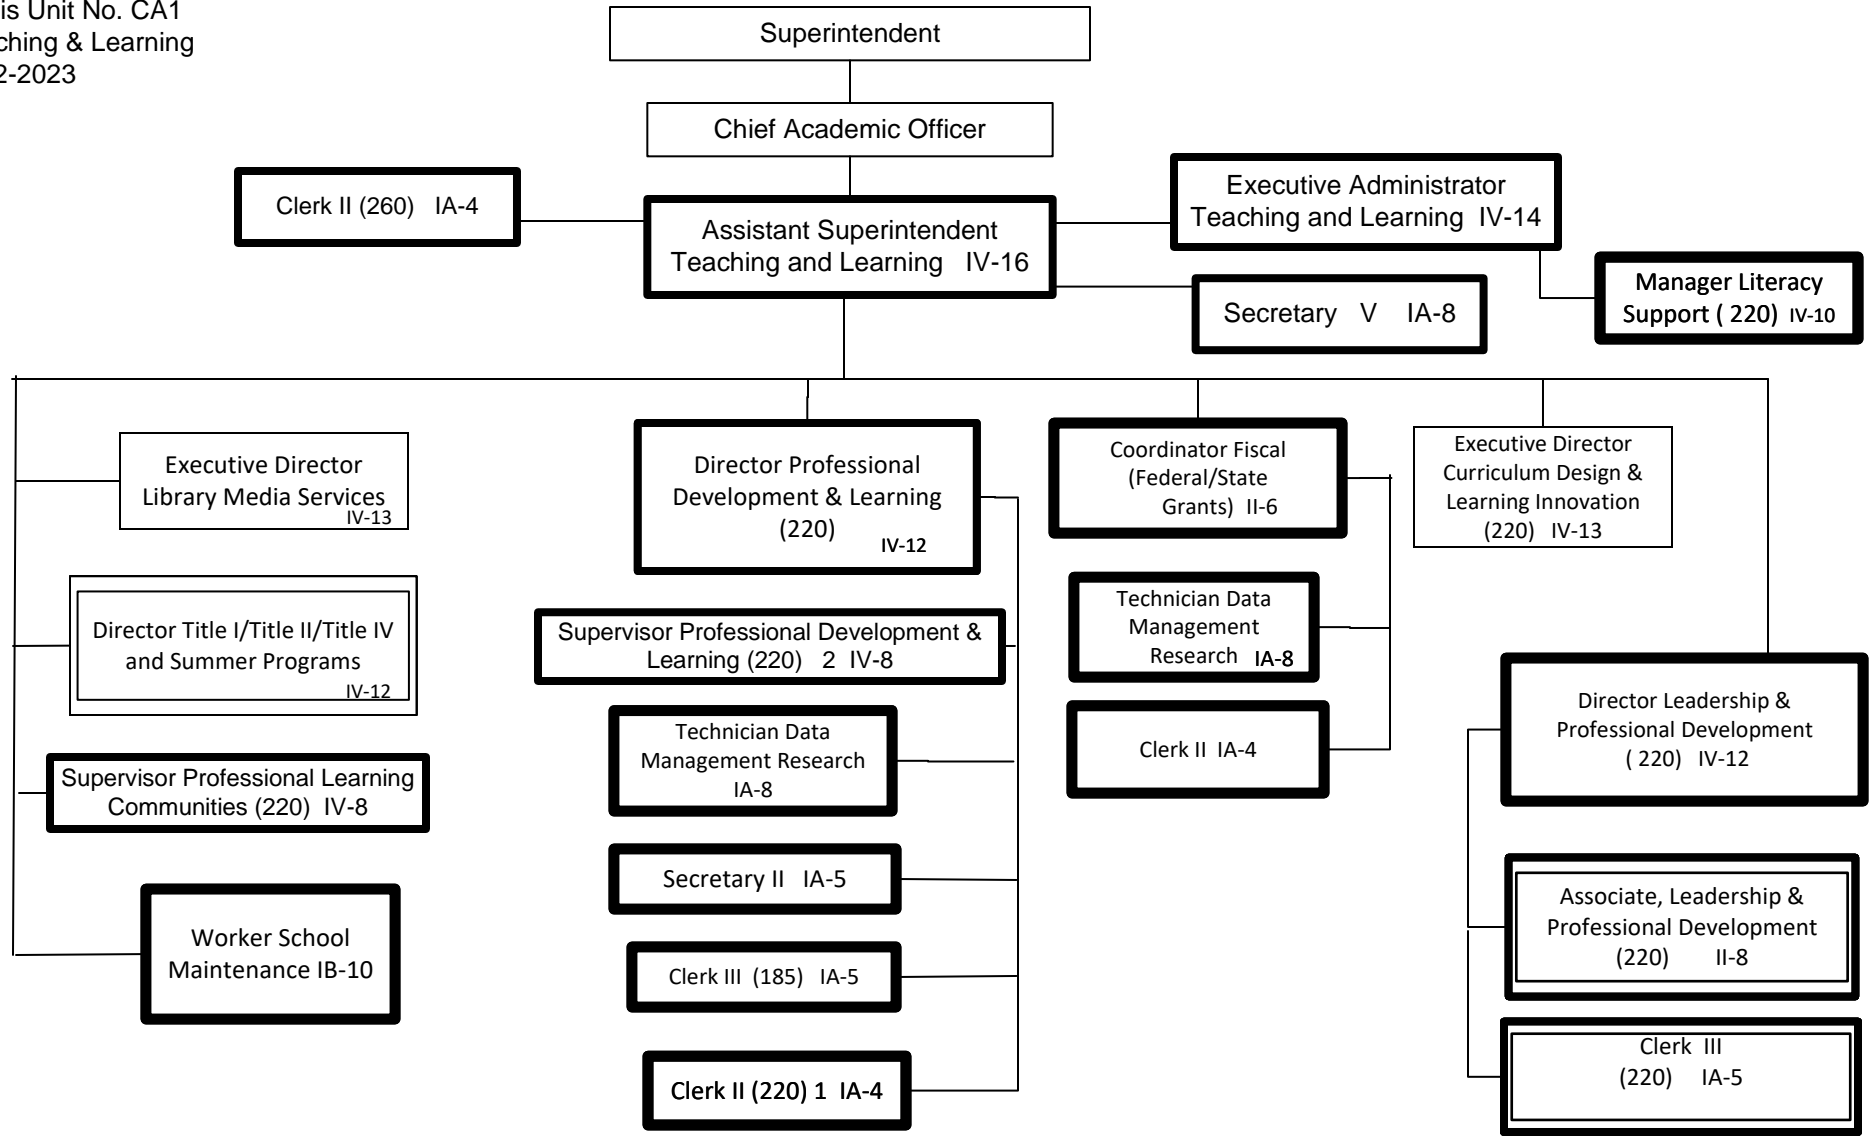 is Unit No. CA1
ching & Learning
2-2023
Superintendent
Chief Academic Officer
Clerk II (260) IA-4
Assistant Superintendent
Teaching and Learning IV-16
Executive Administrator
Teaching and Learning IV-14
Manager Literacy
Support ( 220) IV-10
Secretary V IA-8
Executive Director
Library Media Services
IV-13
Director Title I/Title II/Title IV
and Summer Programs
IV-12
Supervisor Professional Learning
Communities (220) IV-8
Worker School
Maintenance IB-10
Director Professional
Development & Learning
(220)
IV-12
Supervisor Professional Development &
Learning (220) 2 IV-8
Technician Data
Management Research
IA-8
Secretary II IA-5
Clerk III (185) IA-5
Clerk II (220) 1 IA-4
Coordinator Fiscal
(Federal/State
Grants) II-6
Technician Data
Management
Research IA-8
Clerk II IA-4
Executive Director
Curriculum Design &
Learning Innovation
(220) IV-13
Director Leadership &
Professional Development
( 220) IV-12
Associate, Leadership &
Professional Development
(220) II-8
Clerk III
(220) IA-5